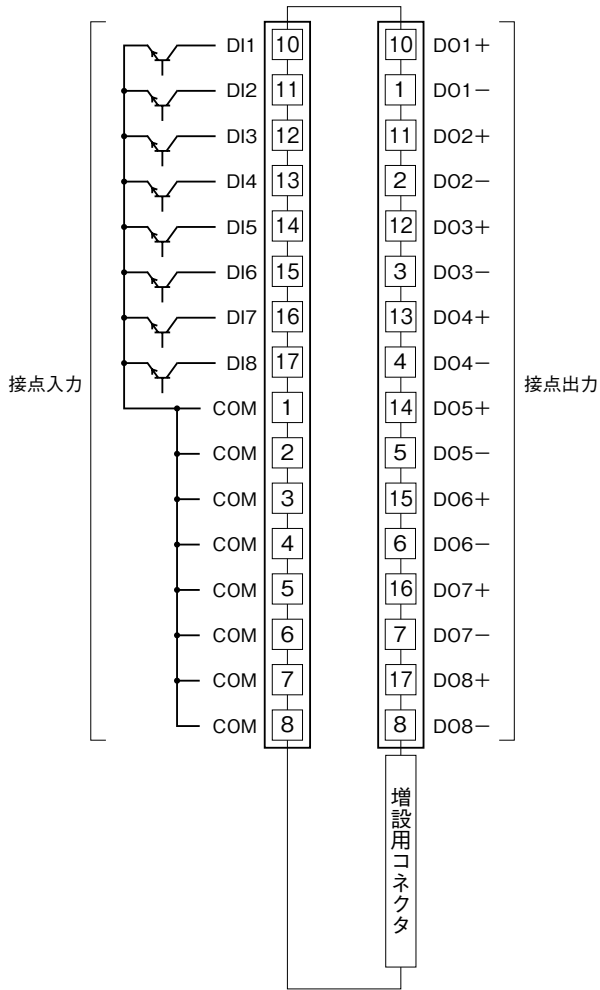 DI1 10 10 DO1+
DI2 11 1 DO1−
DI3 12 11 DO2+
DI4 13 2 DO2−
DI5 14 12 DO3+
DI6 15 3 DO3−
DI7 16 13 DO4+
DI8 17 4 DO4−
接点入力
接点出力
COM 1 14 DO5+
COM 2 5 DO5−
COM 3 15 DO6+
COM 4 6 DO6−
COM 5 16 DO7+
COM 6 7 DO7−
COM 7 17 DO8+
COM 8 8 DO8−
増設用コネクタ